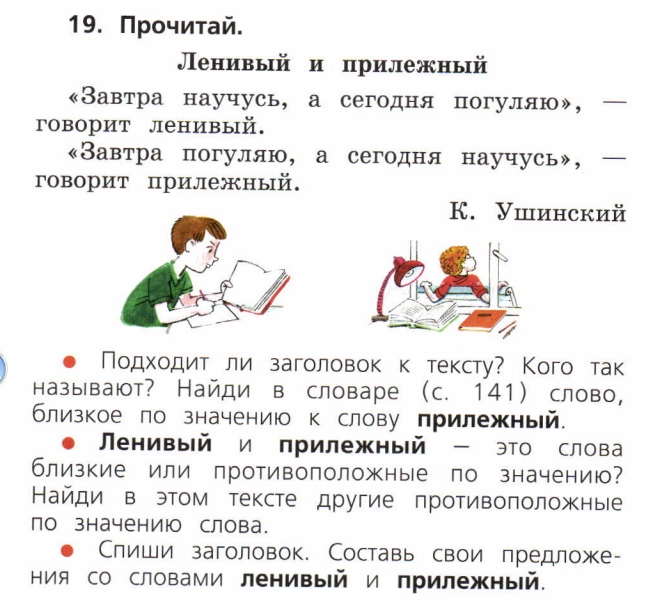 19. Прочитай.
Ленивый и прилежный
«Завтра научусь, а сегодня погуляю», —
говорит ленивый.
«Завтра погуляю, а сегодня научусь», —
говорит прилежный.
К. Ушинский
• Подходит ли заголовок к тексту? Кого так
называют? Найди в словаре (с. 141) слово,
близкое по значению к слову прилежный.
• Ленивый и прилежный — это слова
близкие или противоположные по значению?
Найди в этом тексте другие противоположные
по значению слова.
• Спиши заголовок. Составь свои предложе-
ния со словами ленивый и прилежный.